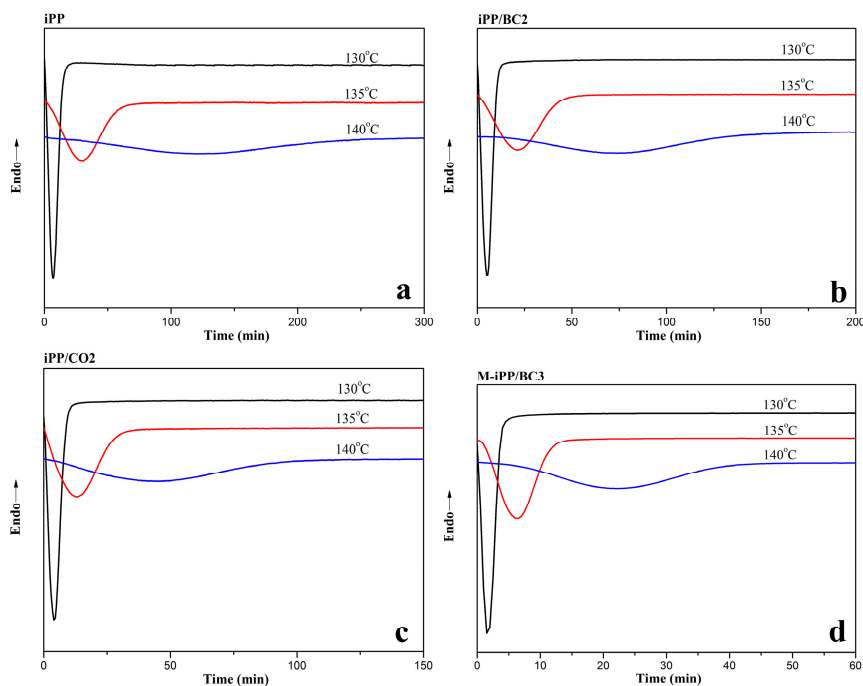 iPP
130°C
135°C
140°C
Endo→
a
0 100 200 300
Time (min)
iPP/BC2
130°C
135°C
140°C
Endo→
b
0 50 100 150 200
Time (min)
iPP/CO2
130°C
135°C
140°C
Endo→
c
0 50 100 150
Time (min)
M-iPP/BC3
130°C
135°C
140°C
Endo→
d
0 10 20 30 40 50 60
Time (min)